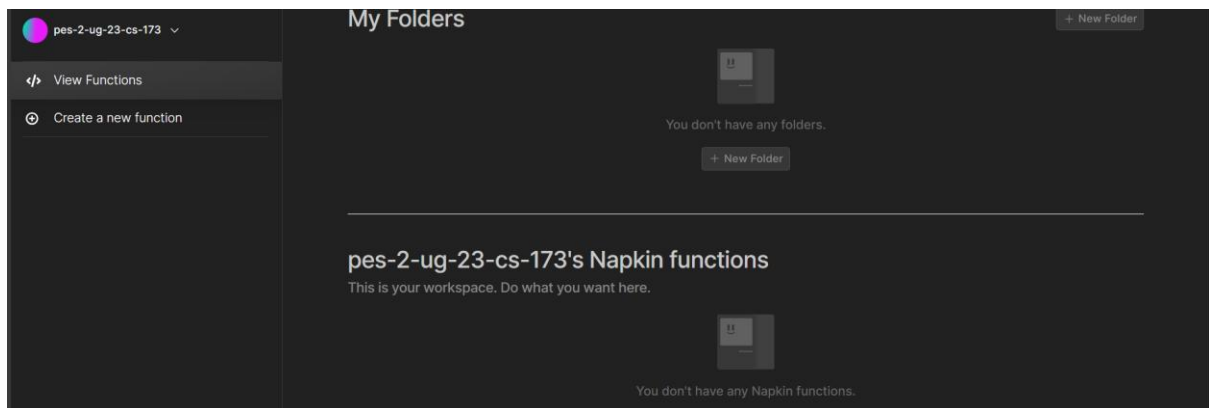 pes-2-ug-23-cs-173
View Functions
Create a new function
My Folders
+ New Folder
You don't have any folders.
+ New Folder
pes-2-ug-23-cs-173's Napkin functions
This is your workspace. Do what you want here.
You don't have any Napkin functions.